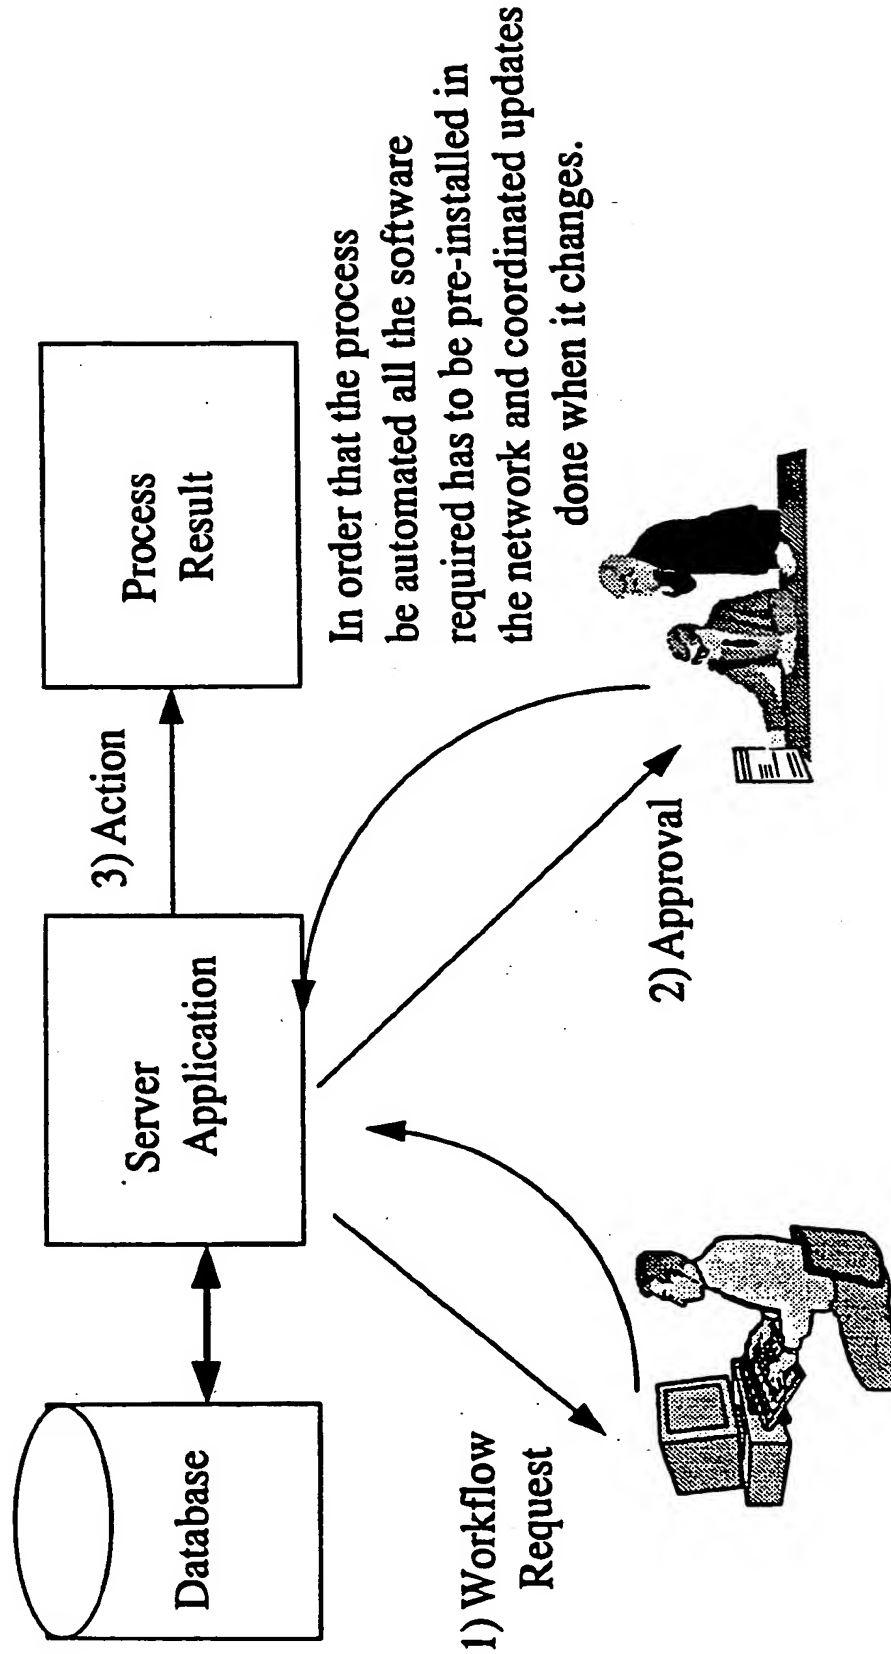 Database
Server
Application
3) Action
Process
Result
1) Workflow
Request
2) Approval
In order that the process
be automated all the software
required has to be pre-installed in
the network and coordinated updates
done when it changes.